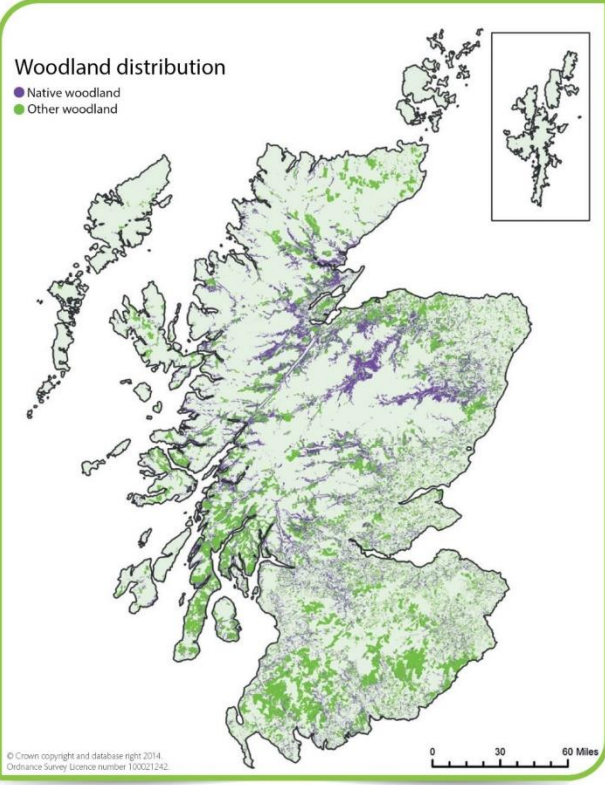 Woodland distribution
Native woodland
Other woodland
© Crown copyright and database right 2014.
Ordnance Survey Licence number 100021242.
0 30 60 Miles